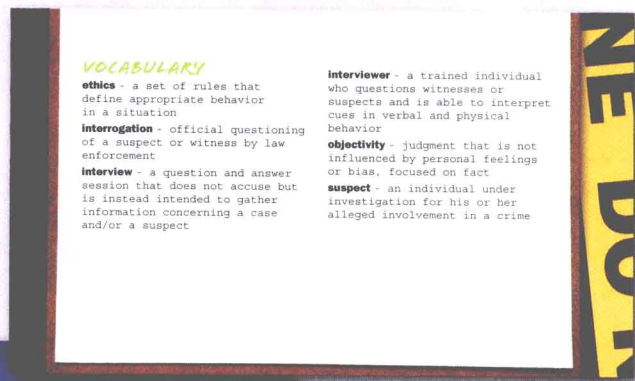 VOCABULARY
ethics - a set of rules that
define appropriate behavior
in a situation
interrogation - official questioning
of a suspect or witness by law
enforcement
interview - a question and answer
session that does not accuse but
is instead intended to gather
information concerning a case
and/or a suspect
interviewer - a trained individual
who questions witnesses or
suspects and is able to interpret
cues in verbal and physical
behavior
objectivity - judgment that is not
influenced by personal feelings
or bias, focused on fact
suspect - an individual under
investigation for his or her
alleged involvement in a crime
NE DO N